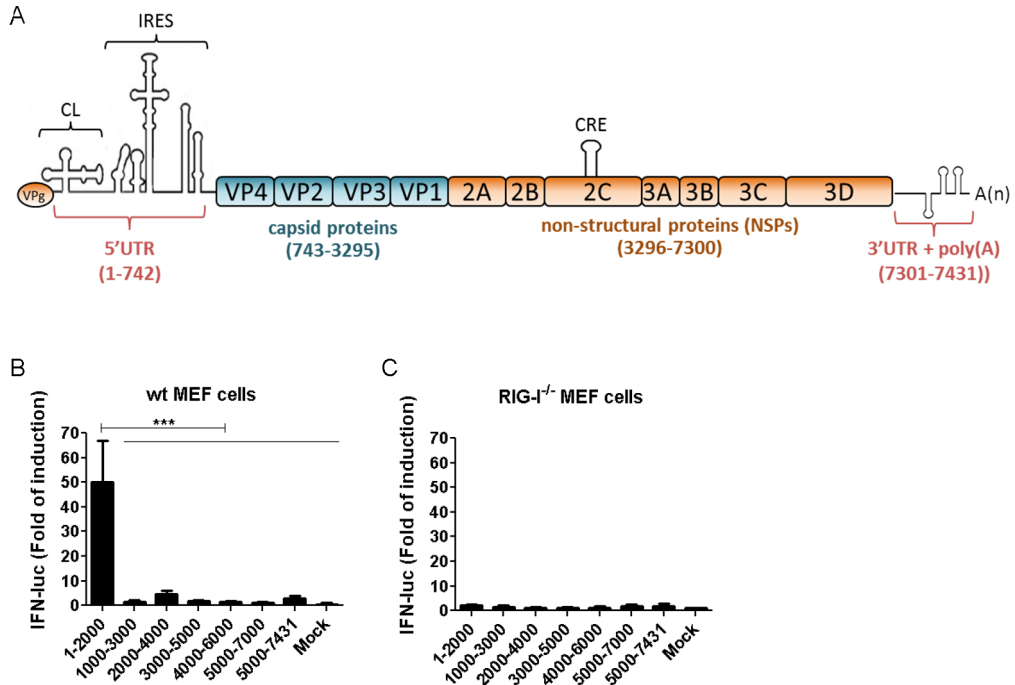 A
IRES
CL
CRE
VPg
VP4 VP2 VP3 VP1 2A 2B 2C 3A 3B 3C 3D
A(n)
5'UTR
(1-742)
capsid proteins
(743-3295)
non-structural proteins (NSPs)
(3296-7300)
3'UTR + poly(A)
(7301-7431))
B
wt MEF cells
***
IFN-luc (Fold of induction)
70
60
50
40
30
20
10
0
1-2000
1000-3000
2000-4000
3000-5000
4000-6000
5000-7000
5000-7431
Mock
C
RIG-I-/- MEF cells
IFN-luc (Fold of induction)
70
60
50
40
30
20
10
0
1-2000
1000-3000
2000-4000
3000-5000
4000-6000
5000-7000
5000-7431
Mock